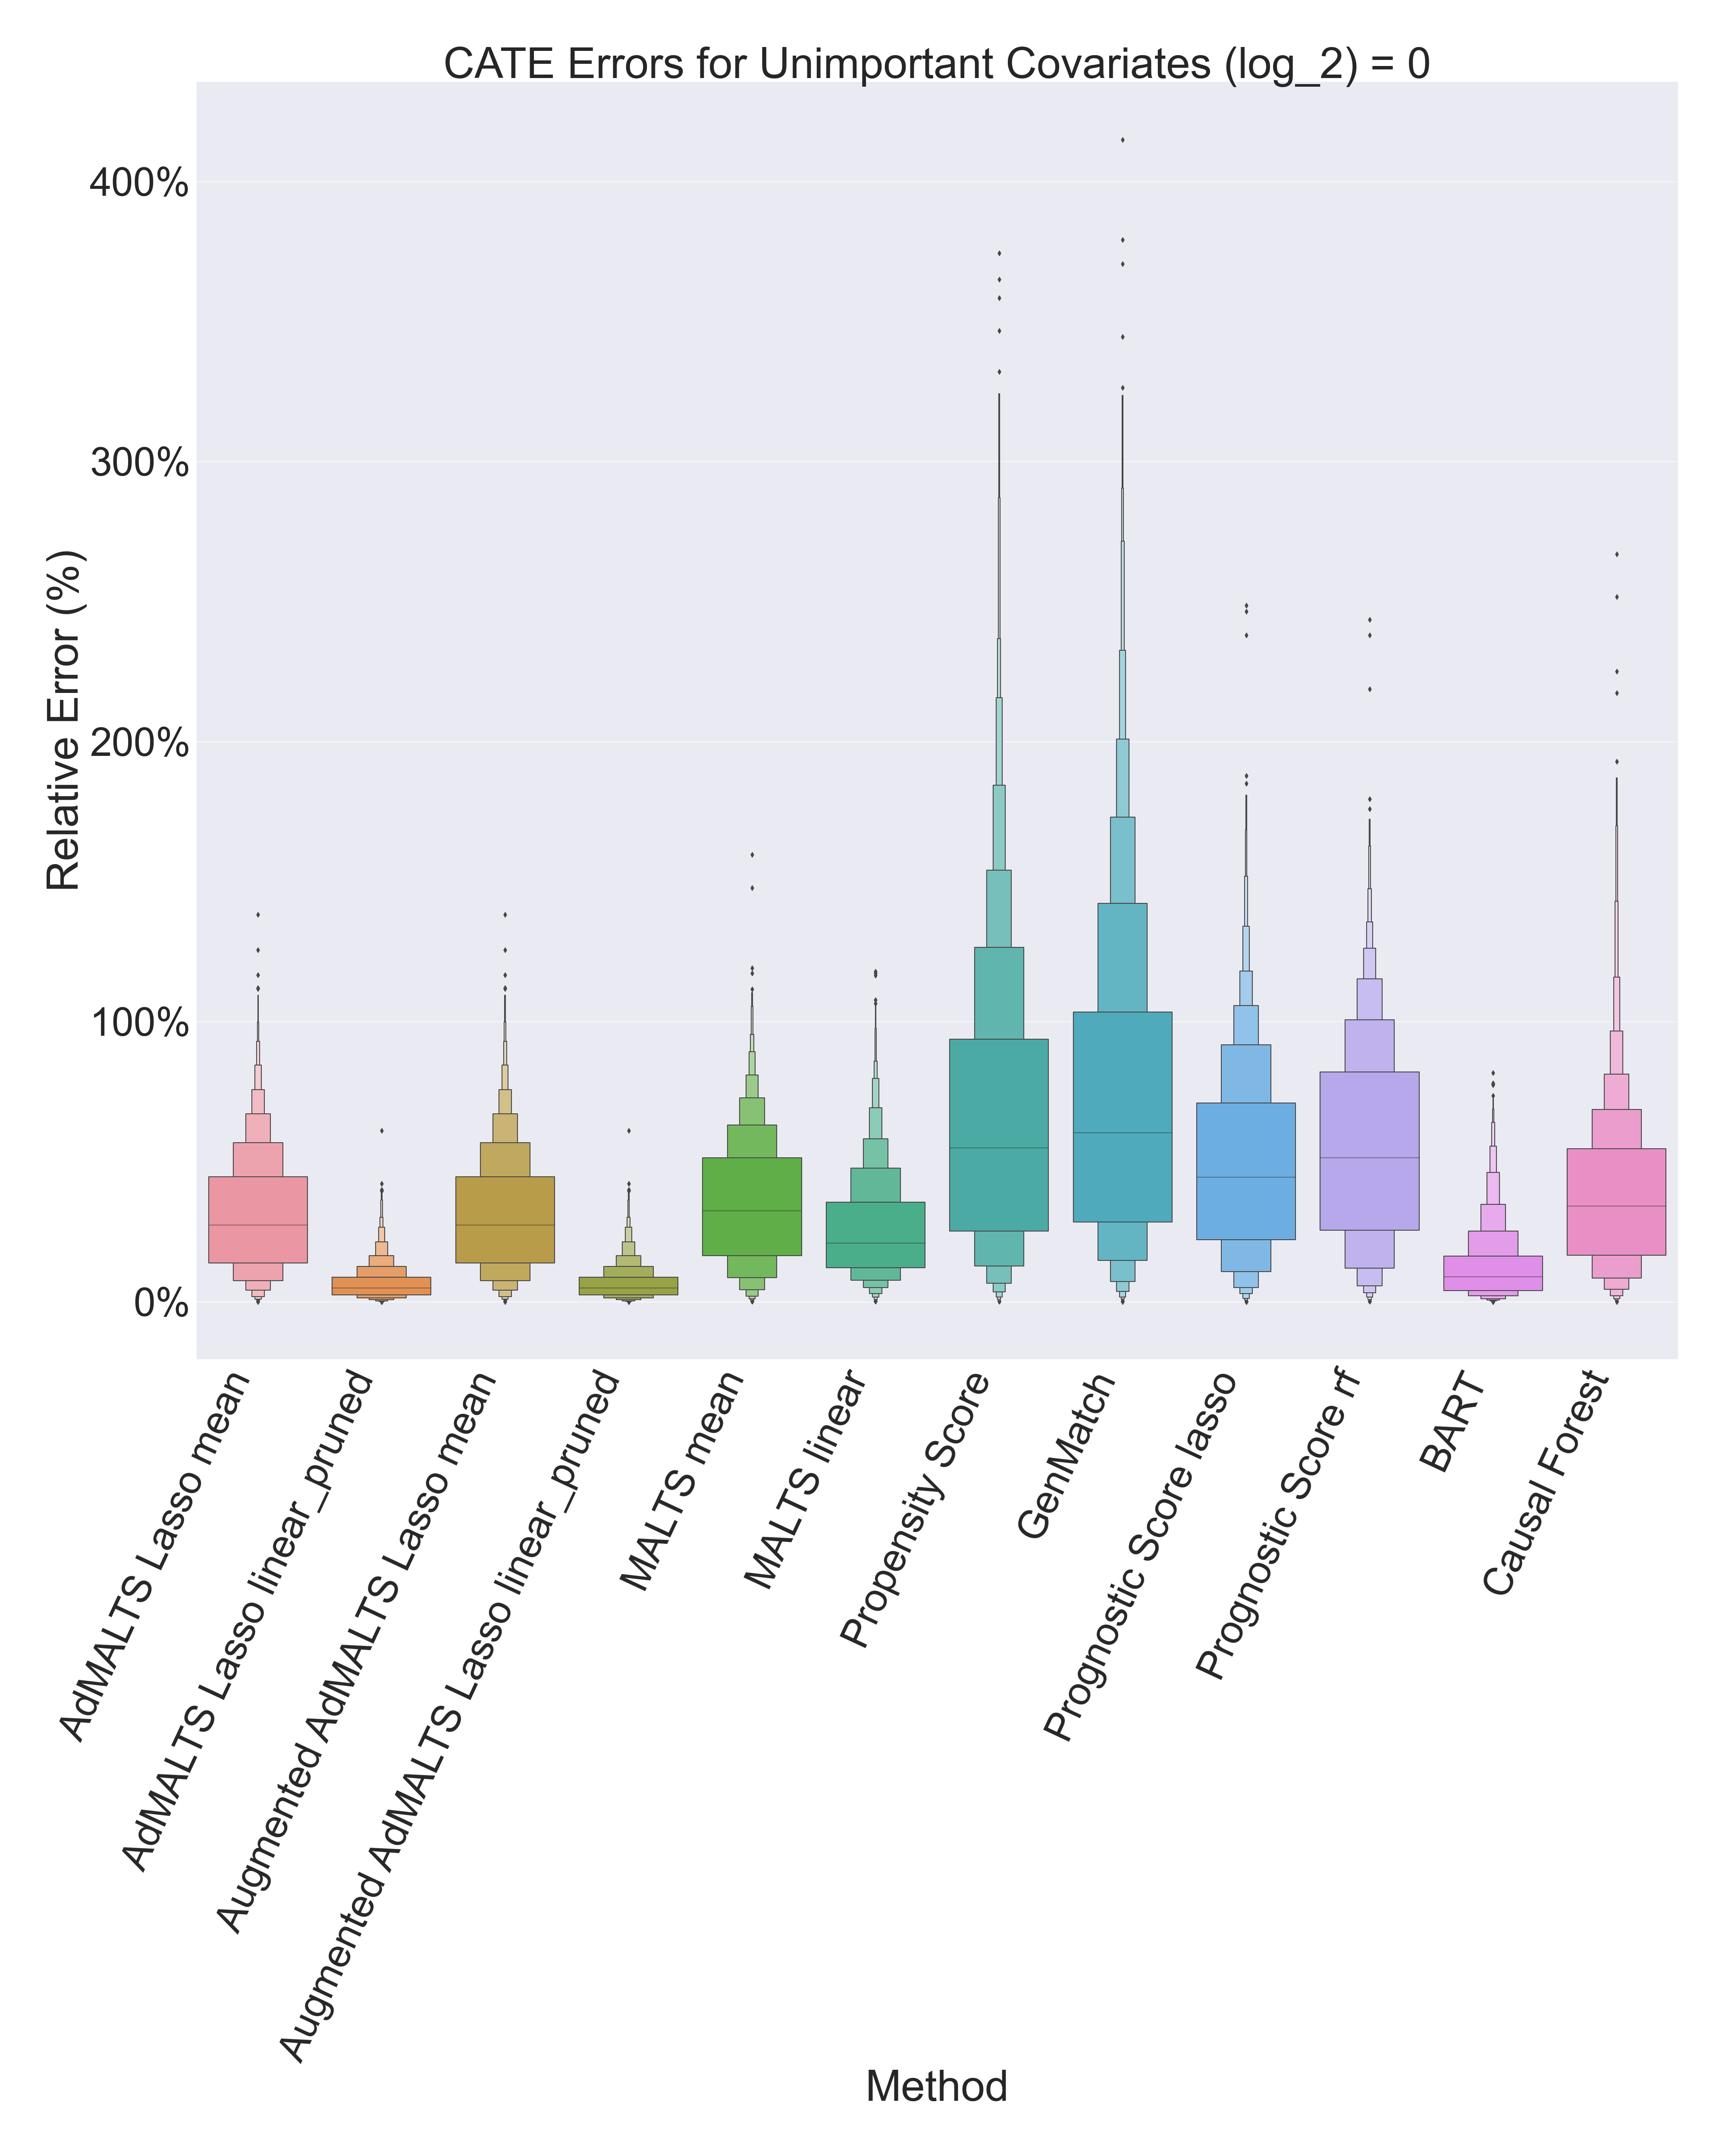 CATE Errors for Unimportant Covariates (log_2) = 0
400%
300%
200%
100%
0%
Relative Error (%)
AdMALTS Lasso mean
AdMALTS Lasso linear_pruned
Augmented AdMALTS Lasso mean
Augmented AdMALTS Lasso linear_pruned
MALTS mean
MALTS linear
Propensity Score
GenMatch
Prognostic Score lasso
Prognostic Score rf
BART
Causal Forest
Method